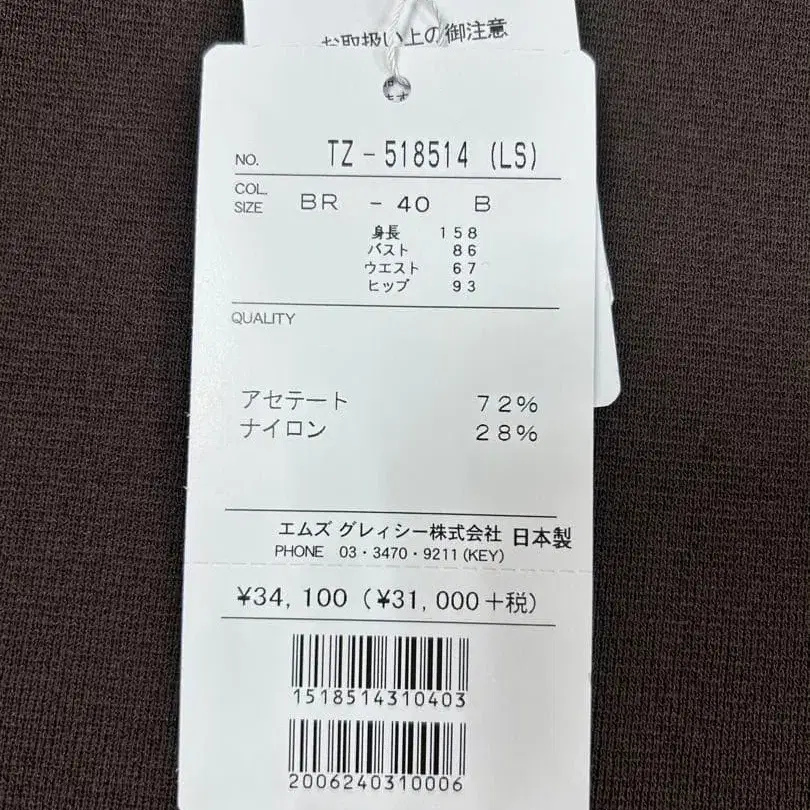 お取扱い上の御注意
NO. TZ-518514 (LS)
COL.
SIZE BR - 40 B
身長 158
バスト 86
ウエスト 67
ヒップ 93
QUALITY
アセテート 72%
ナイロン 28%
エムズ グレィシー株式会社 日本製
PHONE 03・3470・9211 (KEY)
¥34,100 (¥31,000+税)
1518514310403
2006240310006